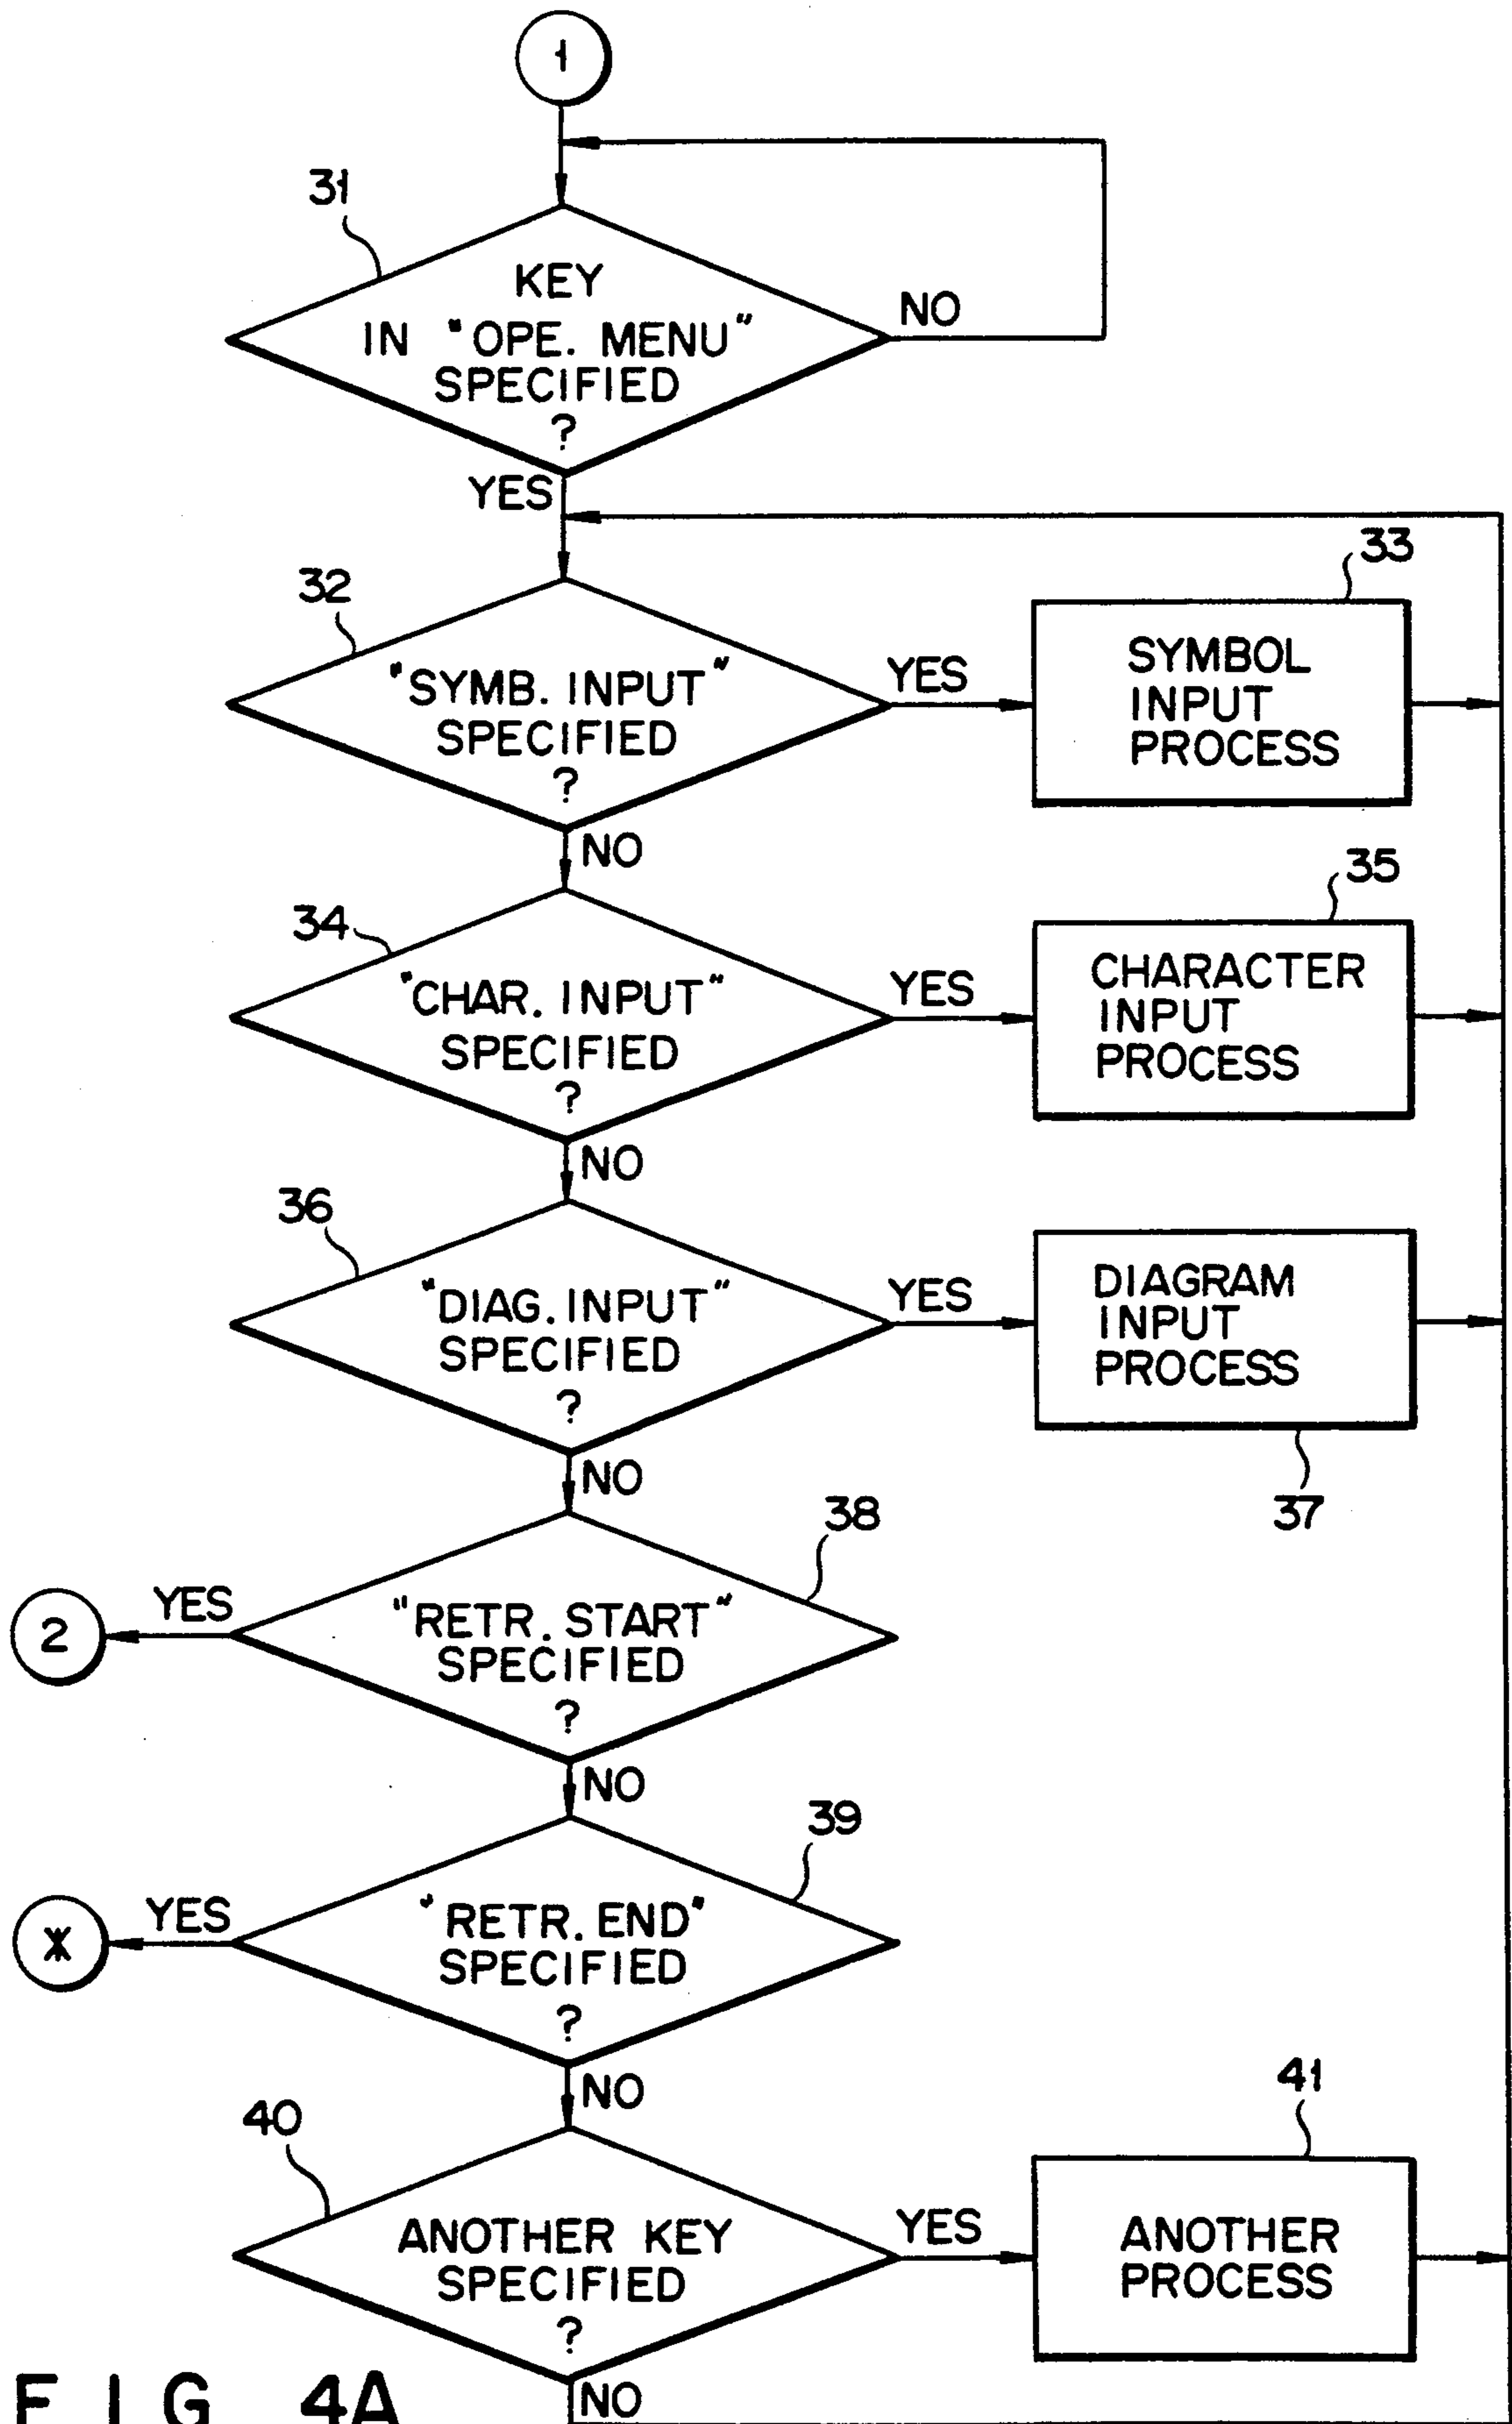 1
31
KEY
IN "OPE. MENU"
SPECIFIED
?
NO
YES
32
"SYMB. INPUT"
SPECIFIED
?
YES
33
SYMBOL
INPUT
PROCESS
NO
34
"CHAR. INPUT"
SPECIFIED
?
YES
35
CHARACTER
INPUT
PROCESS
NO
36
"DIAG. INPUT"
SPECIFIED
?
YES
DIAGRAM
INPUT
PROCESS
37
NO
38
"RETR. START"
SPECIFIED
?
YES
2
NO
39
"RETR. END"
SPECIFIED
?
YES
NO
40
ANOTHER KEY
SPECIFIED
?
YES
41
ANOTHER
PROCESS
NO
FIG. 4A